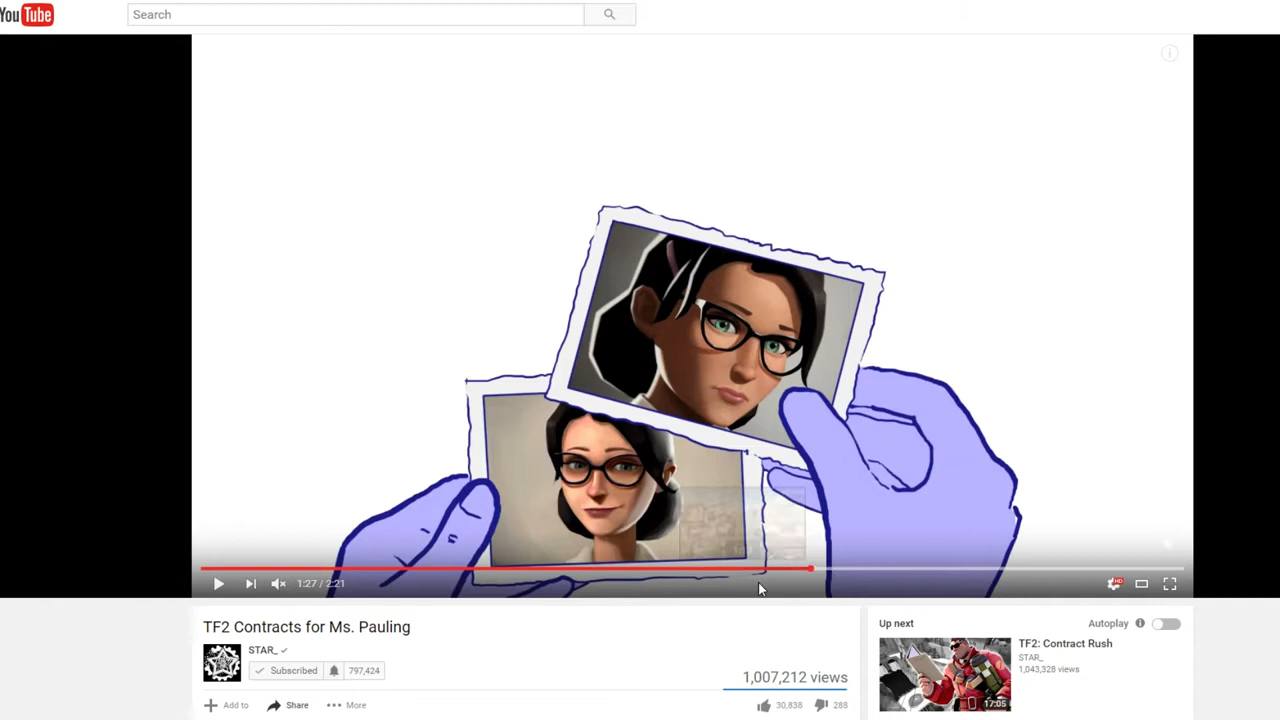 YouTube
Search
1:27 / 2:21
HD
TF2 Contracts for Ms. Pauling
STAR_
Subscribed 797,424
1,007,212 views
Add to Share More
30,838 288
Up next Autoplay
TF2: Contract Rush
STAR_
1,043,328 views
17:05